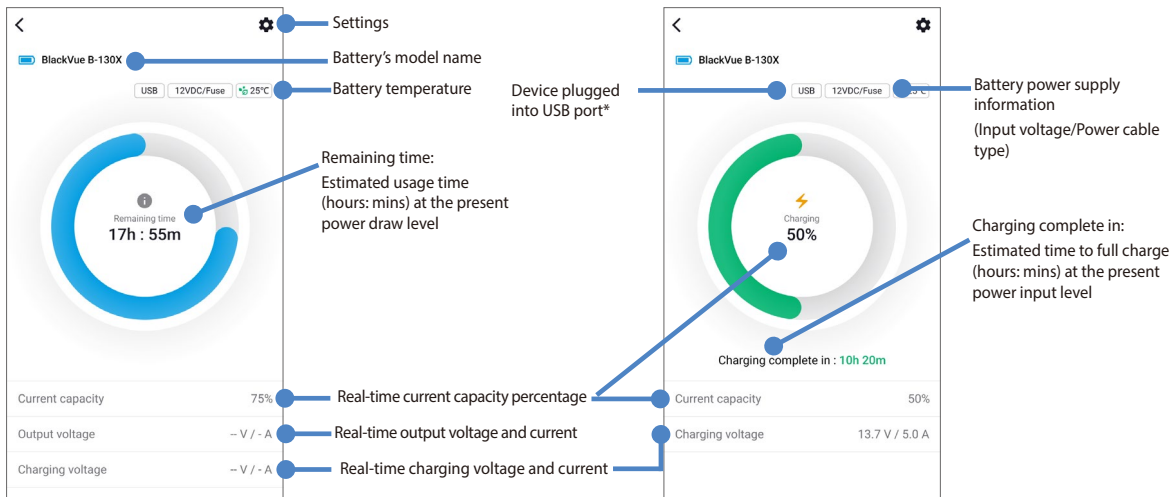 Settings
BlackVue B-130X
Battery's model name
USB
12VDC/Fuse
25°C
Battery temperature
Remaining time
17h : 55m
Remaining time:
Estimated usage time
(hours: mins) at the present
power draw level
Current capacity
75%
Real-time current capacity percentage
Output voltage
-- V / - A
Real-time output voltage and current
Charging voltage
-- V / - A
Real-time charging voltage and current
BlackVue B-130X
Device plugged
into USB port*
USB
12VDC/Fuse
Battery power supply
information
(Input voltage/Power cable
type)
Charging
50%
Charging complete in:
Estimated time to full charge
(hours: mins) at the present
power input level
Charging complete in : 10h 20m
Current capacity
50%
Charging voltage
13.7 V / 5.0 A